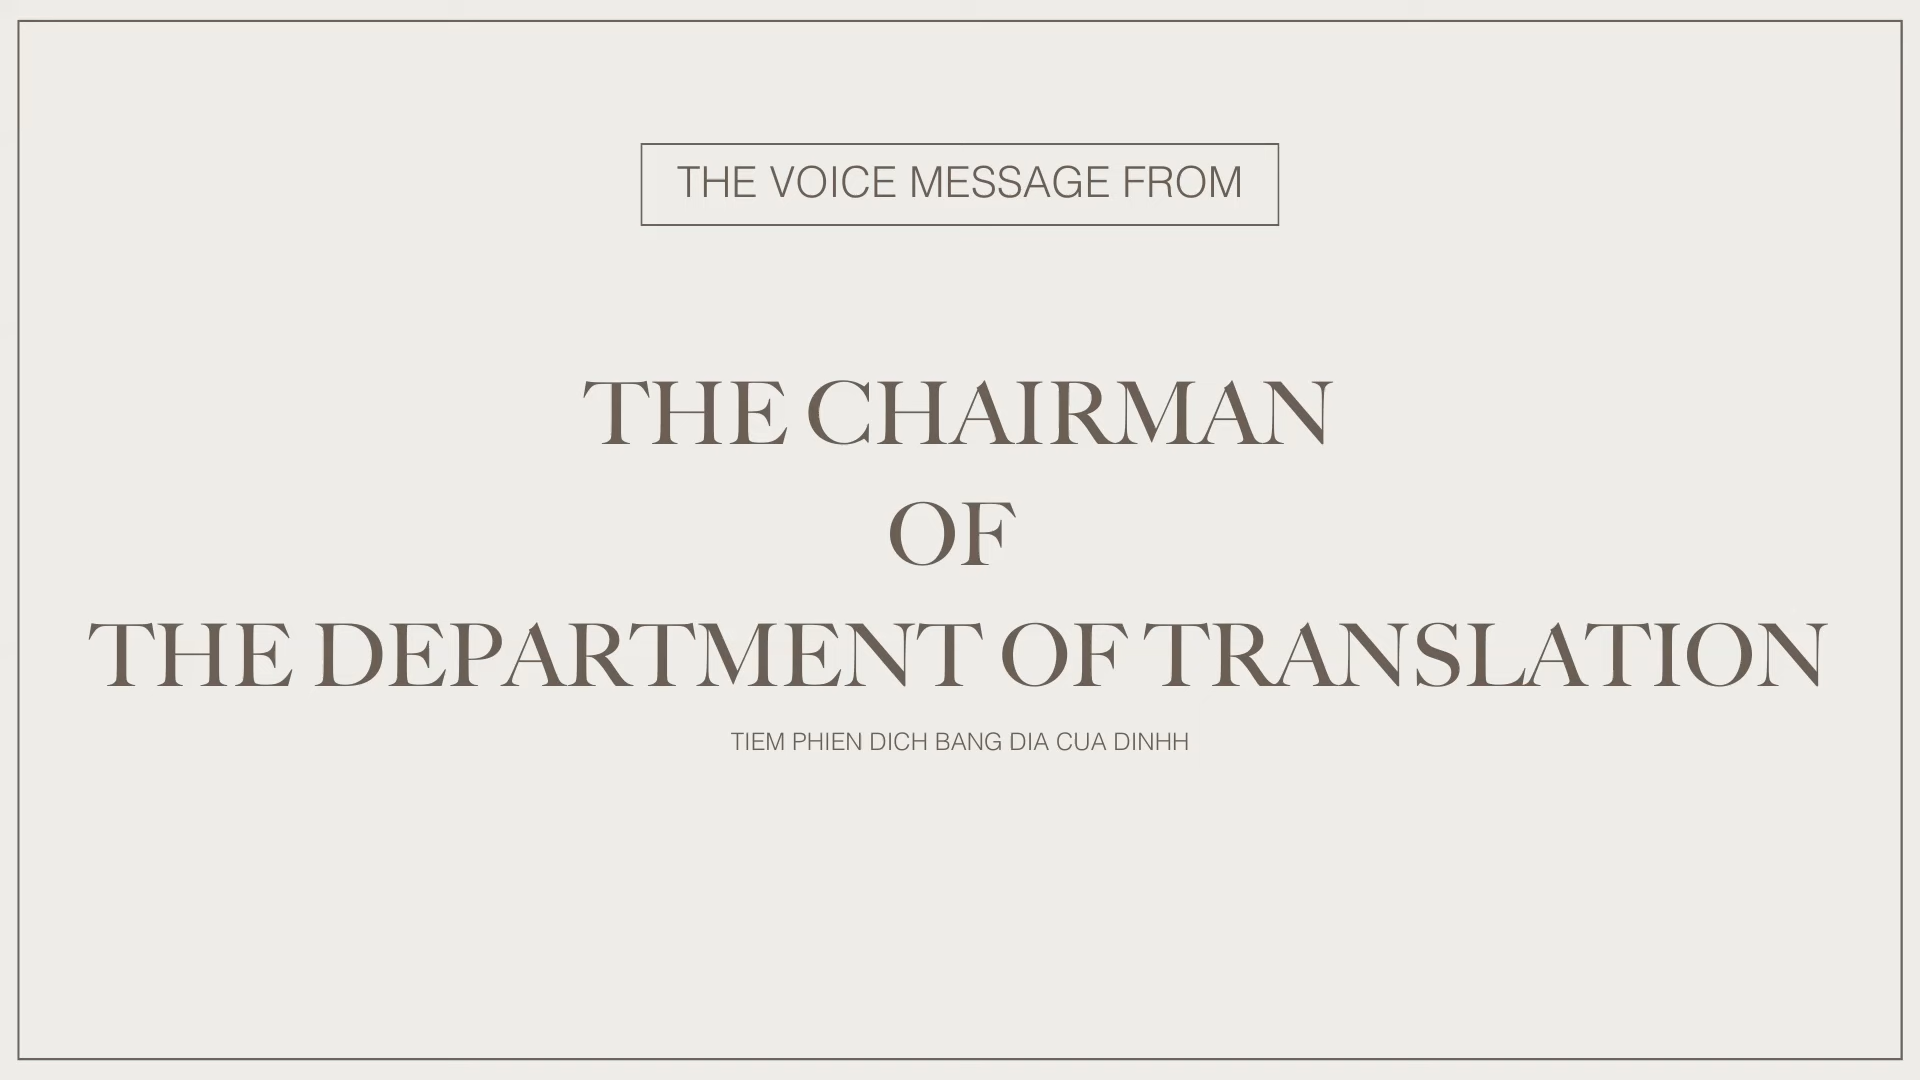 THE VOICE MESSAGE FROM
THE CHAIRMAN
OF
THE DEPARTMENT OF TRANSLATION
TIEM PHIEN DICH BANG DIA CUA DINHH